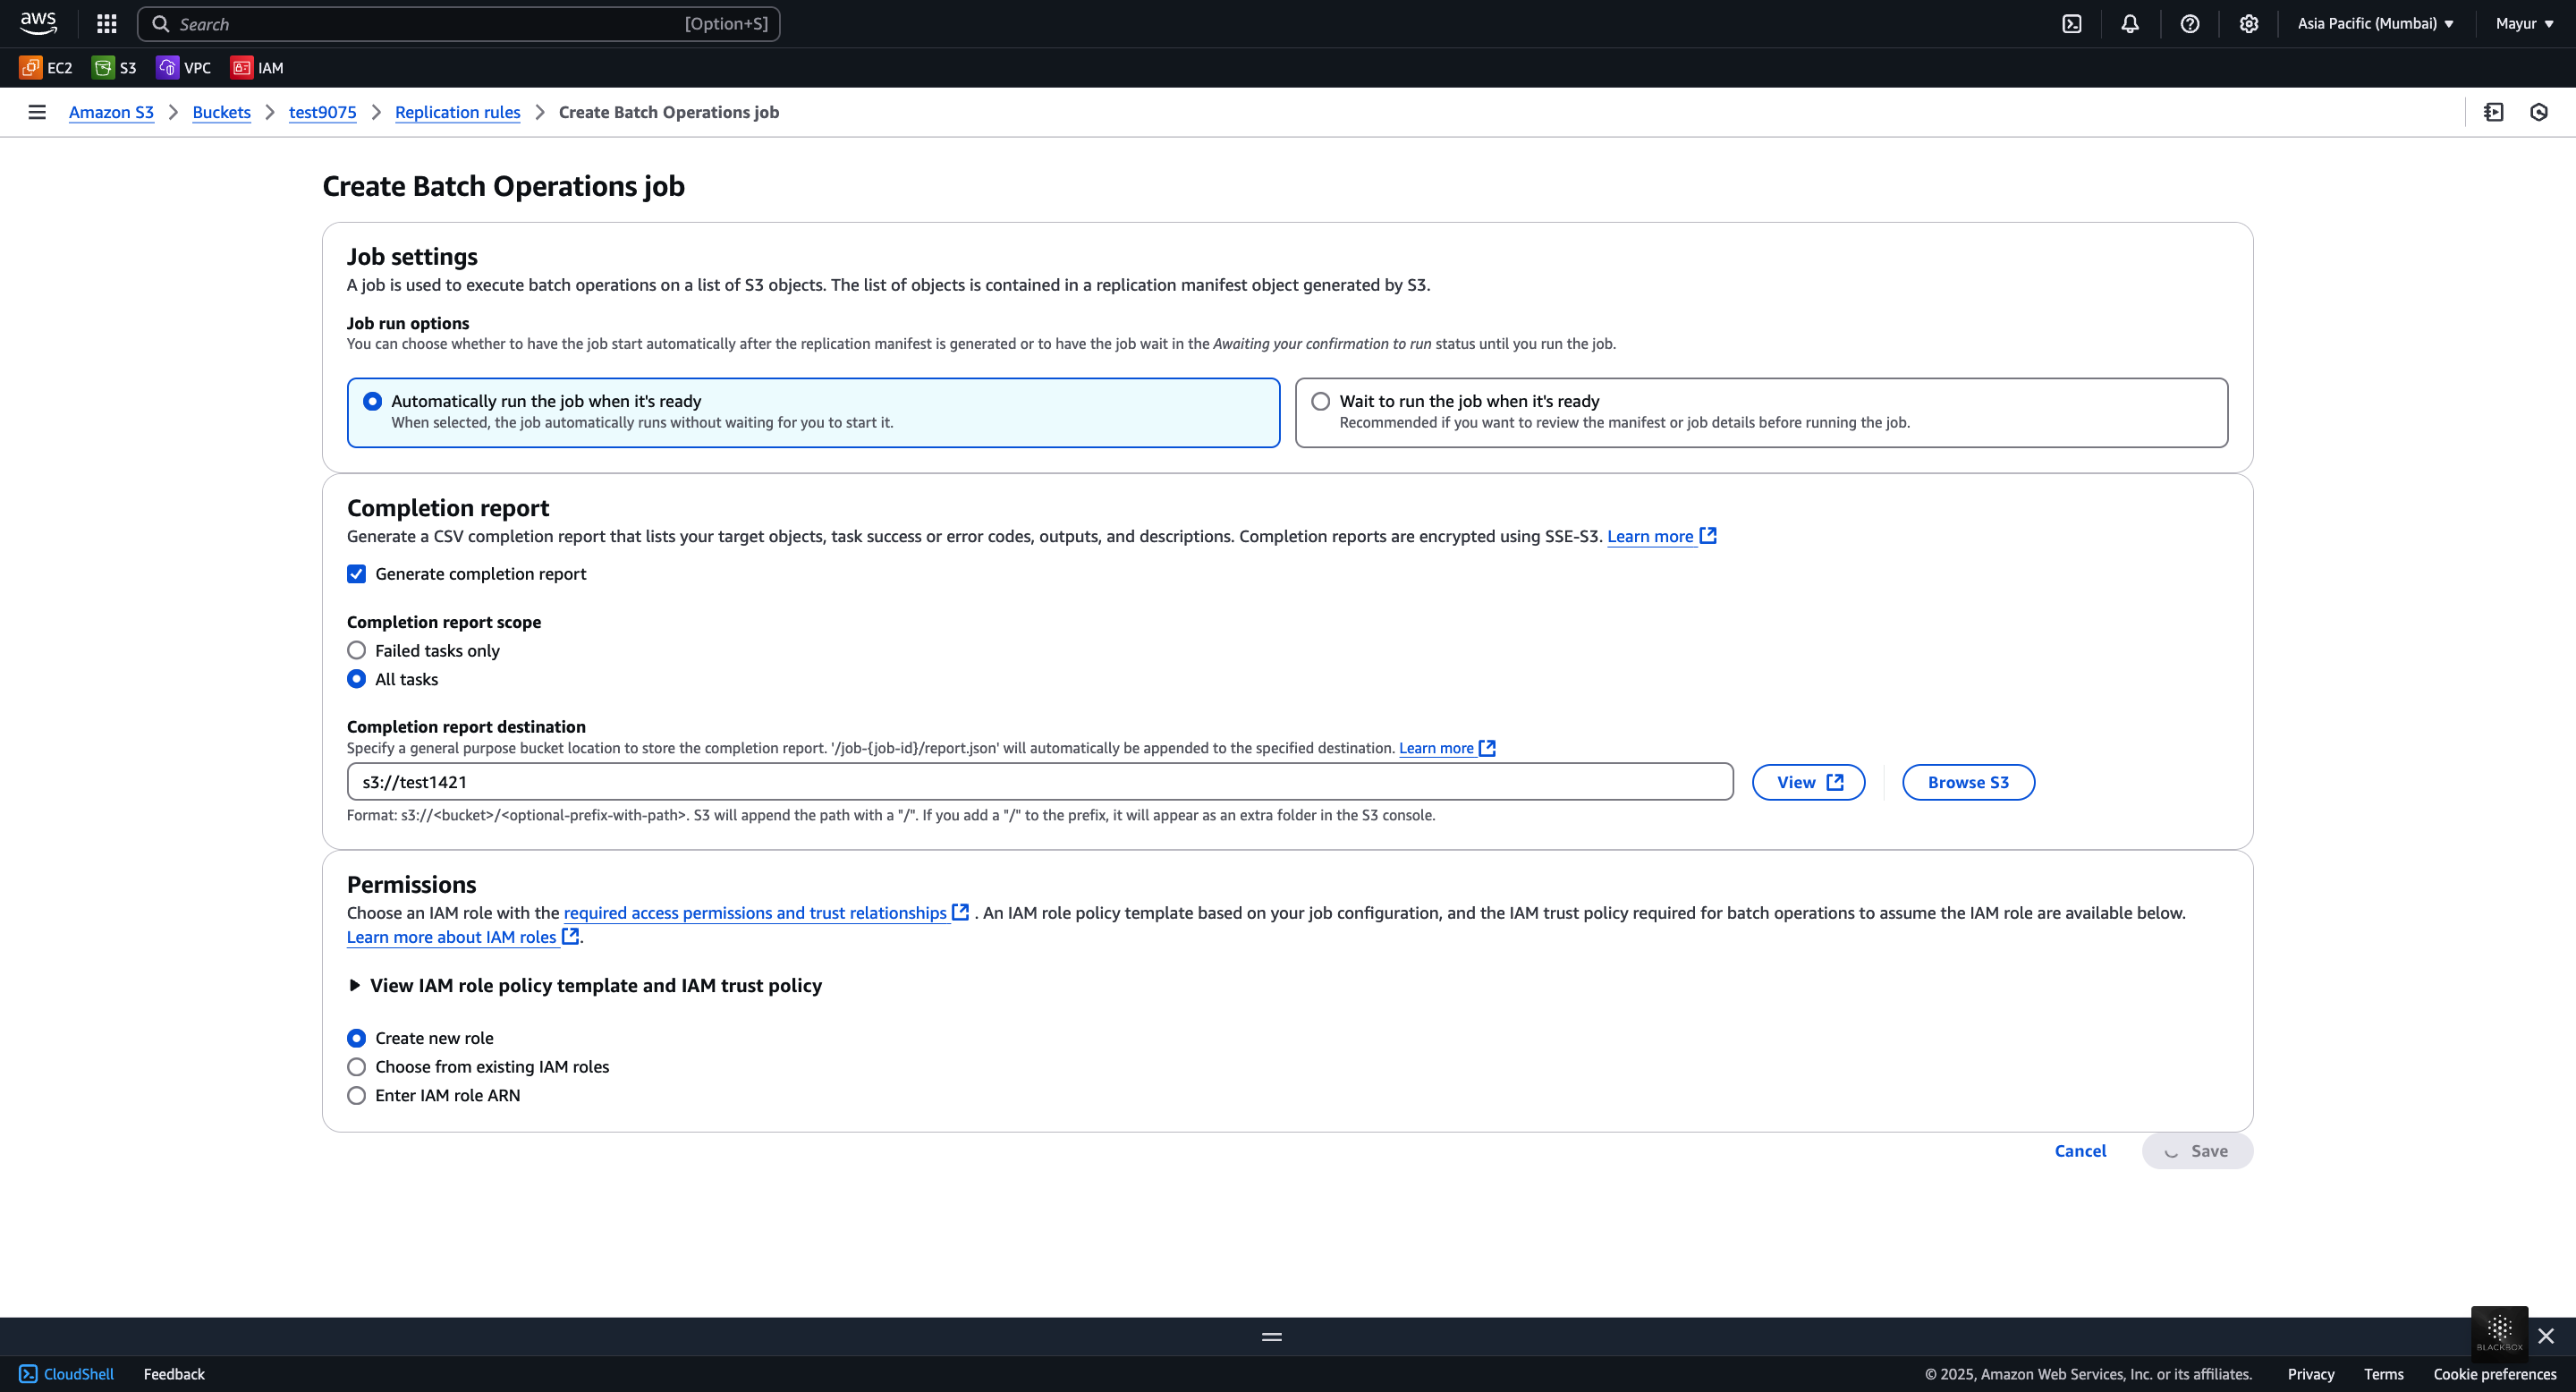 aws
Search
[Option+S]
Asia Pacific (Mumbai)
Mayur
EC2
S3
VPC
IAM
Amazon S3
Buckets
test9075
Replication rules
Create Batch Operations job
Create Batch Operations job
Job settings
A job is used to execute batch operations on a list of S3 objects. The list of objects is contained in a replication manifest object generated by S3.
Job run options
You can choose whether to have the job start automatically after the replication manifest is generated or to have the job wait in the Awaiting your confirmation to run status until you run the job.
Automatically run the job when it's ready
When selected, the job automatically runs without waiting for you to start it.
Wait to run the job when it's ready
Recommended if you want to review the manifest or job details before running the job.
Completion report
Generate a CSV completion report that lists your target objects, task success or error codes, outputs, and descriptions. Completion reports are encrypted using SSE-S3. Learn more
Generate completion report
Completion report scope
Failed tasks only
All tasks
Completion report destination
Specify a general purpose bucket location to store the completion report. '/job-{job-id}/report.json' will automatically be appended to the specified destination. Learn more
s3://test1421
View
Browse S3
Format: s3://<bucket>/<optional-prefix-with-path>. S3 will append the path with a "/". If you add a "/" to the prefix, it will appear as an extra folder in the S3 console.
Permissions
Choose an IAM role with the required access permissions and trust relationships . An IAM role policy template based on your job configuration, and the IAM trust policy required for batch operations to assume the IAM role are available below.
Learn more about IAM roles .
View IAM role policy template and IAM trust policy
Create new role
Choose from existing IAM roles
Enter IAM role ARN
Cancel
Save
BLACKBOX
CloudShell
Feedback
© 2025, Amazon Web Services, Inc. or its affiliates.
Privacy
Terms
Cookie preferences